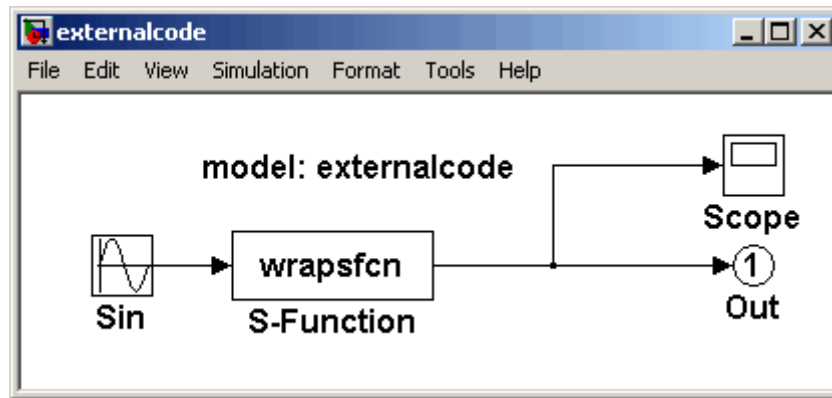 externalcode
File Edit View Simulation Format Tools Help
model: externalcode
Scope
wrapsfcn
1
Sin
S-Function
Out